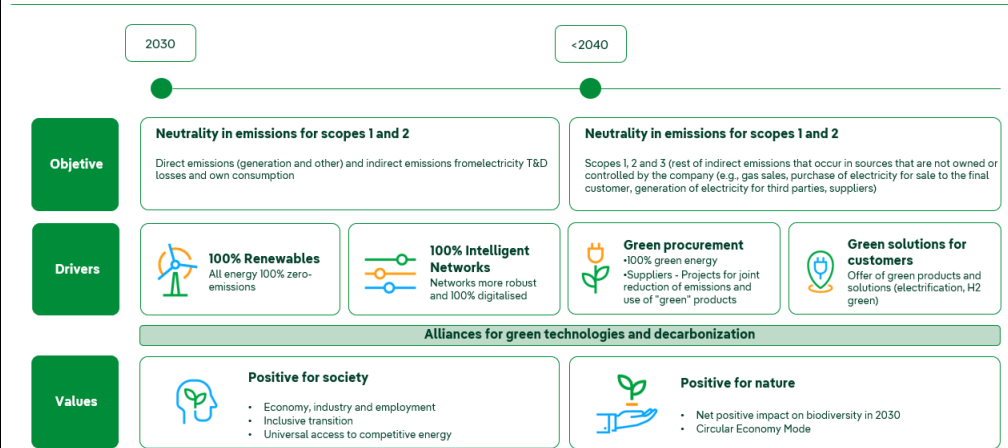 2030
<2040
Objetive
Neutrality in emissions for scopes 1 and 2
Direct emissions (generation and other) and indirect emissions fromelectricity T&D
losses and own consumption
Neutrality in emissions for scopes 1 and 2
Scopes 1, 2 and 3 (rest of indirect emissions that occur in sources that are not owned or
controlled by the company (e.g., gas sales, purchase of electricity for sale to the final
customer, generation of electricity for third parties, suppliers)
Drivers
100% Renewables
All energy 100% zero-
emissions
100% Intelligent
Networks
Networks more robust
and 100% digitalised
Green procurement
•100% green energy
•Suppliers - Projects for joint
reduction of emissions and
use of "green" products
Green solutions for
customers
Offer of green products and
solutions (electrification, H2
green)
Alliances for green technologies and decarbonization
Values
Positive for society
• Economy, industry and employment
• Inclusive transition
• Universal access to competitive energy
Positive for nature
• Net positive impact on biodiversity in 2030
• Circular Economy Mode